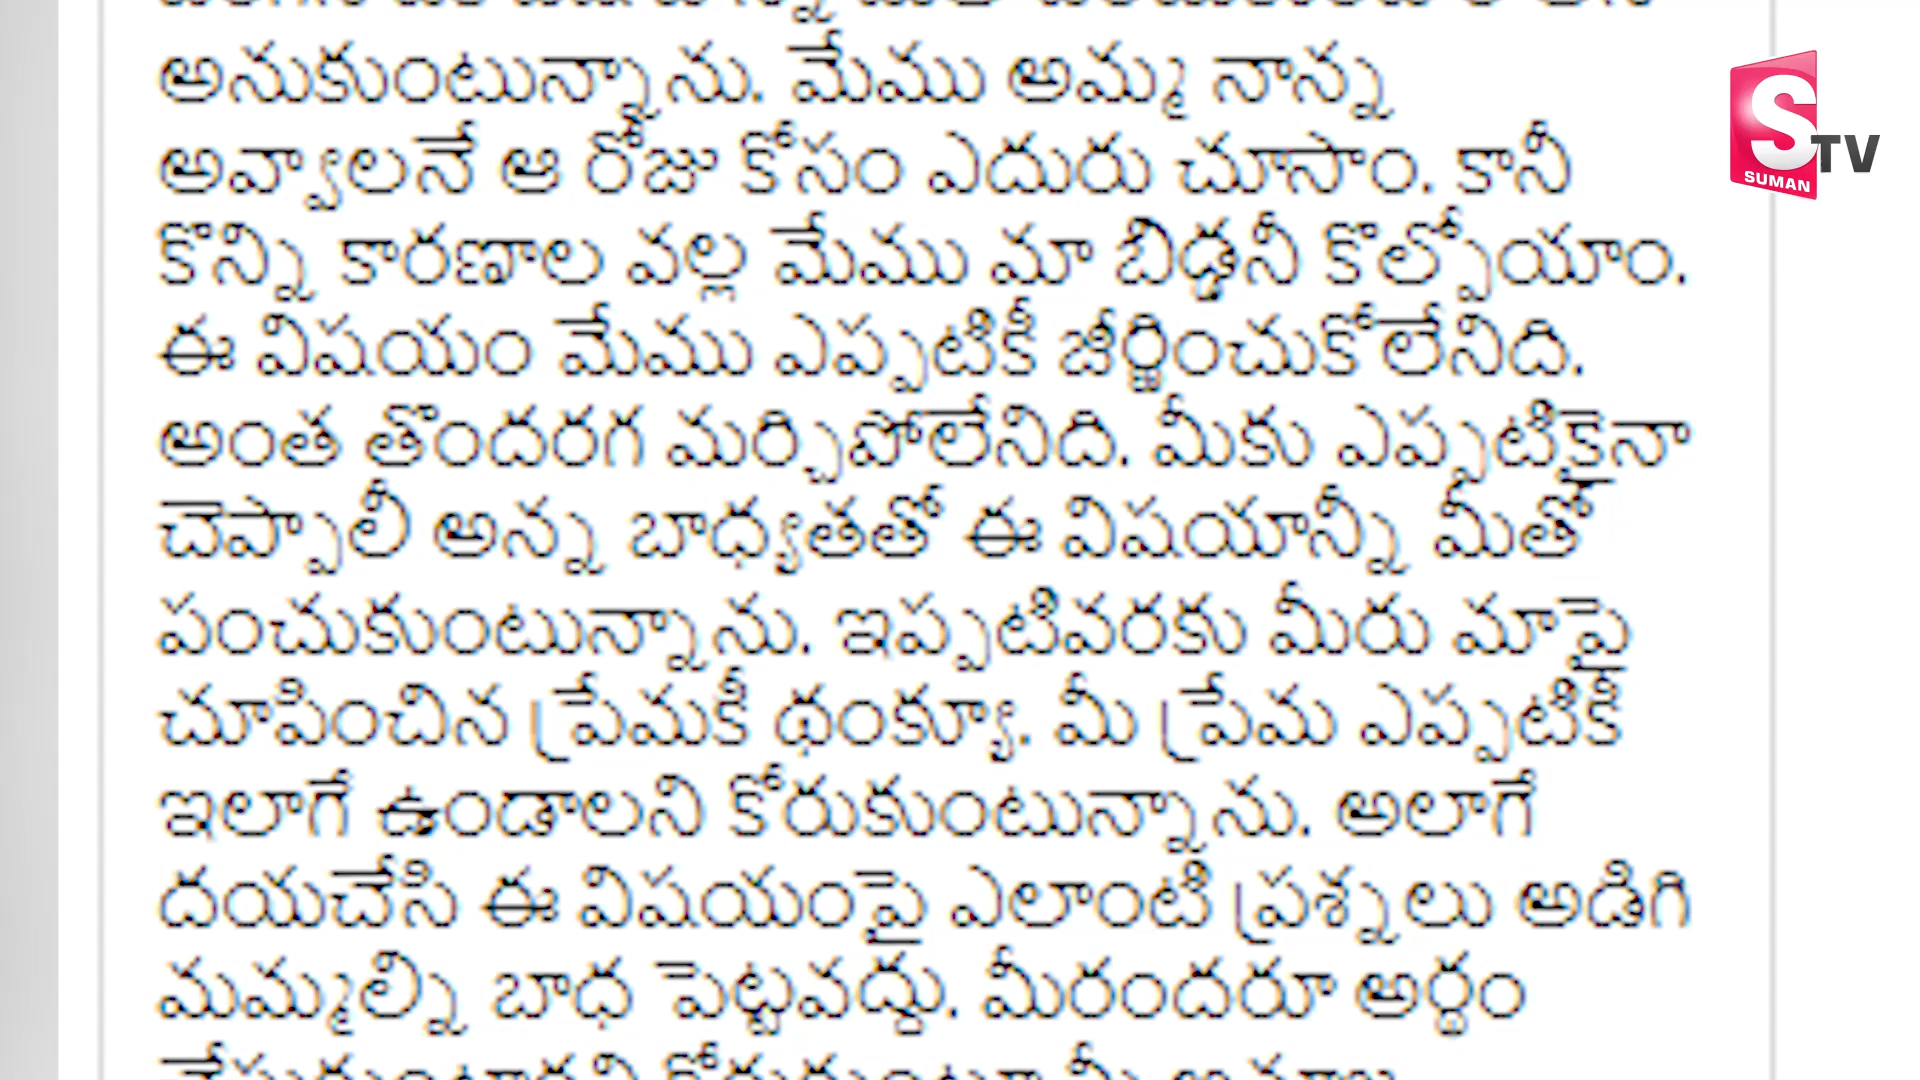 అనుకుంటున్నాను. మేము అమ్మ నాన్న
అవ్వాలనే ఆ రోజు కోసం ఎదురు చూసాం. కానీ
కొన్ని కారణాల వల్ల మేము మా బిడ్డనీ కొల్పోయాం.
ఈ విషయం మేము ఎప్పటికీ జీర్ణించుకోలేనిది.
అంత తొందరగ మర్చిపోలేనిది. మీకు ఎప్పటికైనా
చెప్పాలీ అన్న బాధ్యతతో ఈ విషయాన్నీ మీతో
పంచుకుంటున్నాను. ఇప్పటివరకు మీరు మాపై
చూపించిన ప్రేమకీ థంక్యూ. మీ ప్రేమ ఎప్పటికీ
ఇలాగే ఉండాలని కోరుకుంటున్నాను. అలాగే
దయచేసి ఈ విషయంపై ఎలాంటి ప్రశ్నలు అడిగి
మమ్మల్ని బాధ పెట్టవద్దు. మీరందరూ అర్థం
S TV
SUMAN